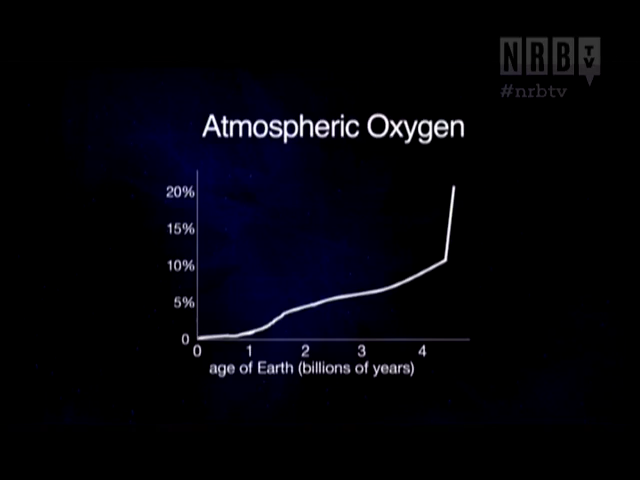 NRB TV
#nrbtv
Atmospheric Oxygen
20%
15%
10%
5%
0
0 1 2 3 4
age of Earth (billions of years)